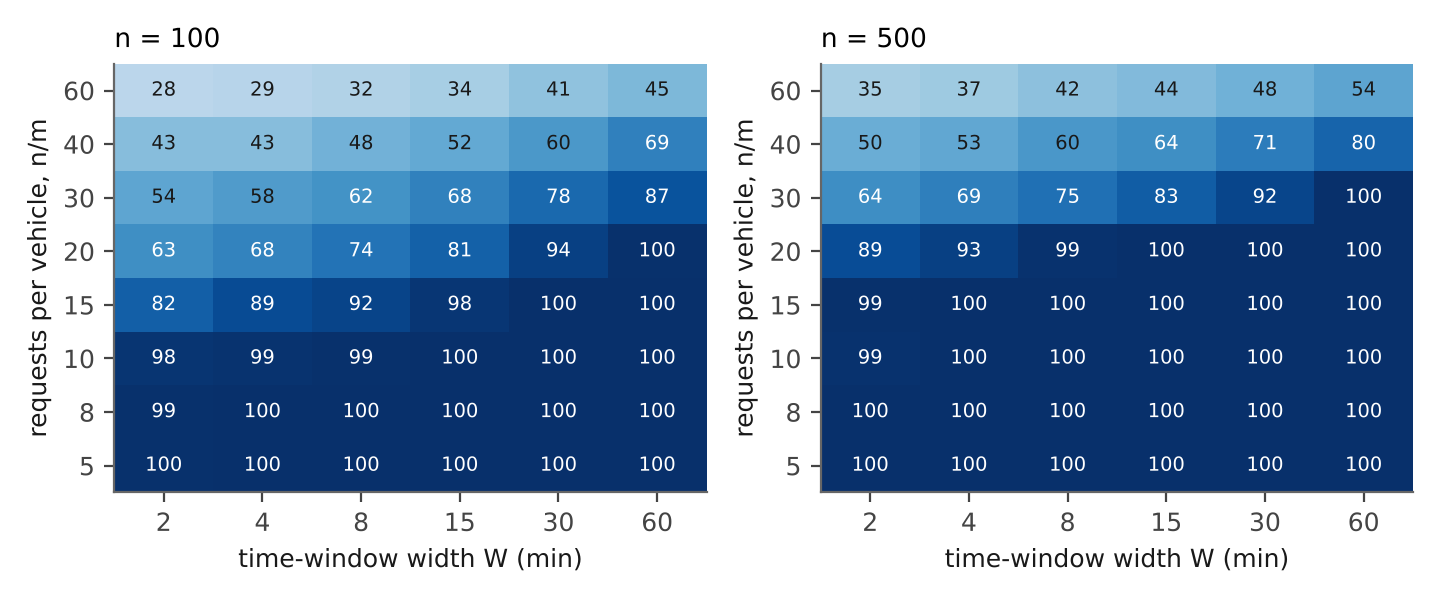 n = 100
requests per vehicle, n/m
60 28 29 32 34 41 45
40 43 43 48 52 60 69
30 54 58 62 68 78 87
20 63 68 74 81 94 100
15 82 89 92 98 100 100
10 98 99 99 100 100 100
8 99 100 100 100 100 100
5 100 100 100 100 100 100
2 4 8 15 30 60
time-window width W (min)
n = 500
requests per vehicle, n/m
60 35 37 42 44 48 54
40 50 53 60 64 71 80
30 64 69 75 83 92 100
20 89 93 99 100 100 100
15 99 100 100 100 100 100
10 99 100 100 100 100 100
8 100 100 100 100 100 100
5 100 100 100 100 100 100
2 4 8 15 30 60
time-window width W (min)